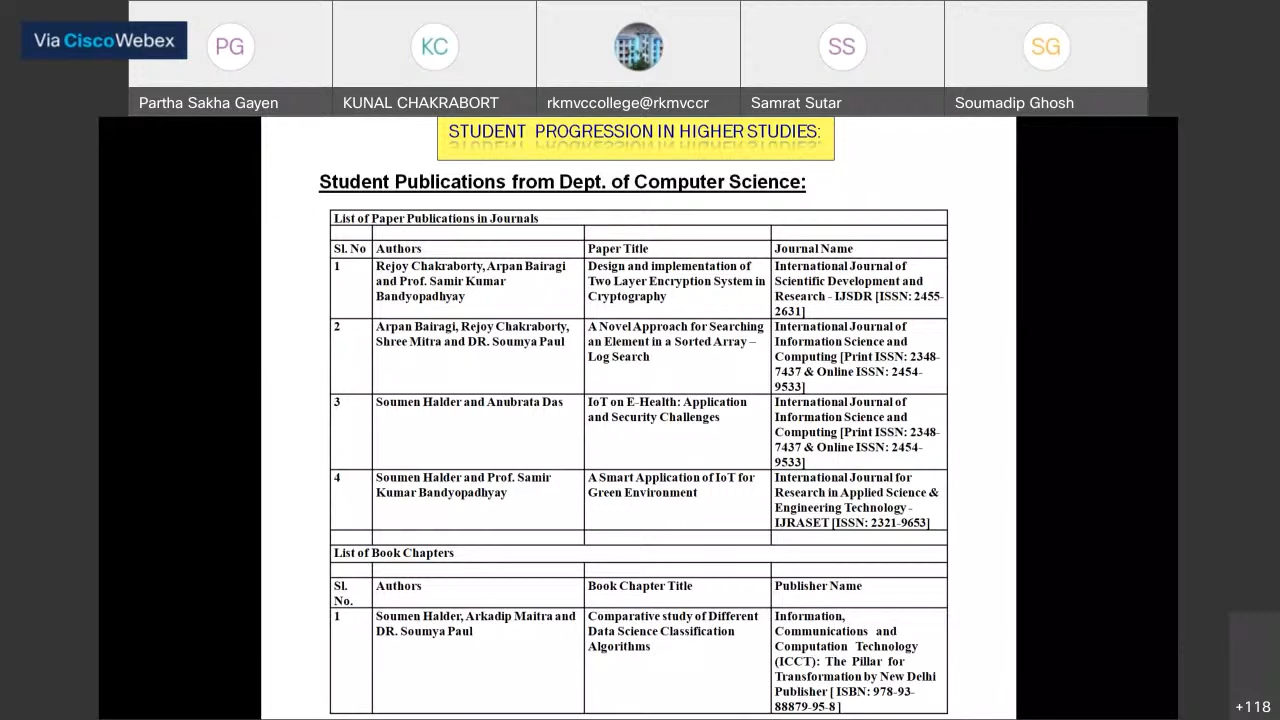 Via Cisco Webex
PG
KC
SS
SG
Partha Sakha Gayen
KUNAL CHAKRABORT
rkmvccollege@rkmvccr
Samrat Sutar
Soumadip Ghosh
STUDENT PROGRESSION IN HIGHER STUDIES:
Student Publications from Dept. of Computer Science:
List of Paper Publications in Journals
Sl. No
Authors
Paper Title
Journal Name
1
Rejoy Chakraborty, Arpan Bairagi
and Prof. Samir Kumar
Bandyopadhyay
Design and implementation of
Two Layer Encryption System in
Cryptography
International Journal of
Scientific Development and
Research - IJSDR [ISSN: 2455-
2631]
2
Arpan Bairagi, Rejoy Chakraborty,
Shree Mitra and DR. Soumya Paul
A Novel Approach for Searching
an Element in a Sorted Array –
Log Search
International Journal of
Information Science and
Computing [Print ISSN: 2348-
7437 & Online ISSN: 2454-
9533]
3
Soumen Halder and Anubrata Das
IoT on E-Health: Application
and Security Challenges
International Journal of
Information Science and
Computing [Print ISSN: 2348-
7437 & Online ISSN: 2454-
9533]
4
Soumen Halder and Prof. Samir
Kumar Bandyopadhyay
A Smart Application of IoT for
Green Environment
International Journal for
Research in Applied Science &
Engineering Technology -
IJRASET [ISSN: 2321-9653]
List of Book Chapters
Sl.
No.
Authors
Book Chapter Title
Publisher Name
1
Soumen Halder, Arkadip Maitra and
DR. Soumya Paul
Comparative study of Different
Data Science Classification
Algorithms
Information,
Communications and
Computation Technology
(ICCT): The Pillar for
Transformation by New Delhi
Publisher [ ISBN: 978-93-
88879-95-8]
+118